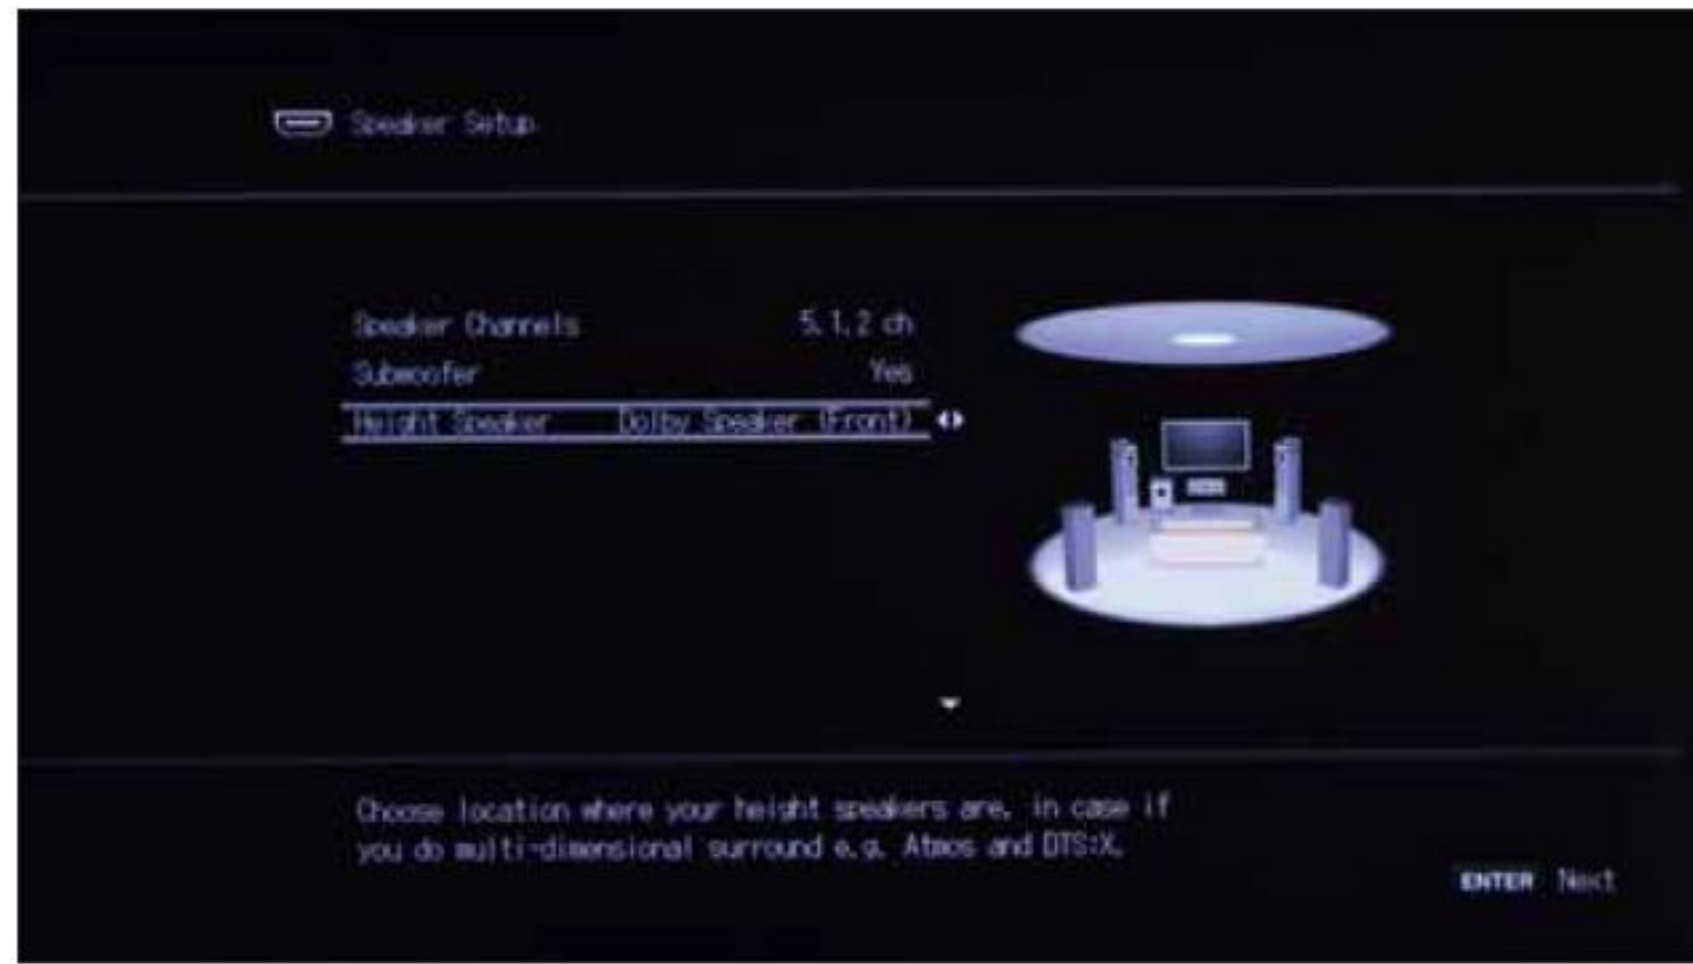 Speaker Setup
Speaker Channels 5.1.2 ch
Subwoofer Yes
Height Speaker Dolby Speaker (Front)
Choose location where your height speakers are, in case if
you do multi-dimensional surround e.g. Atmos and DTS:X.
ENTER Next